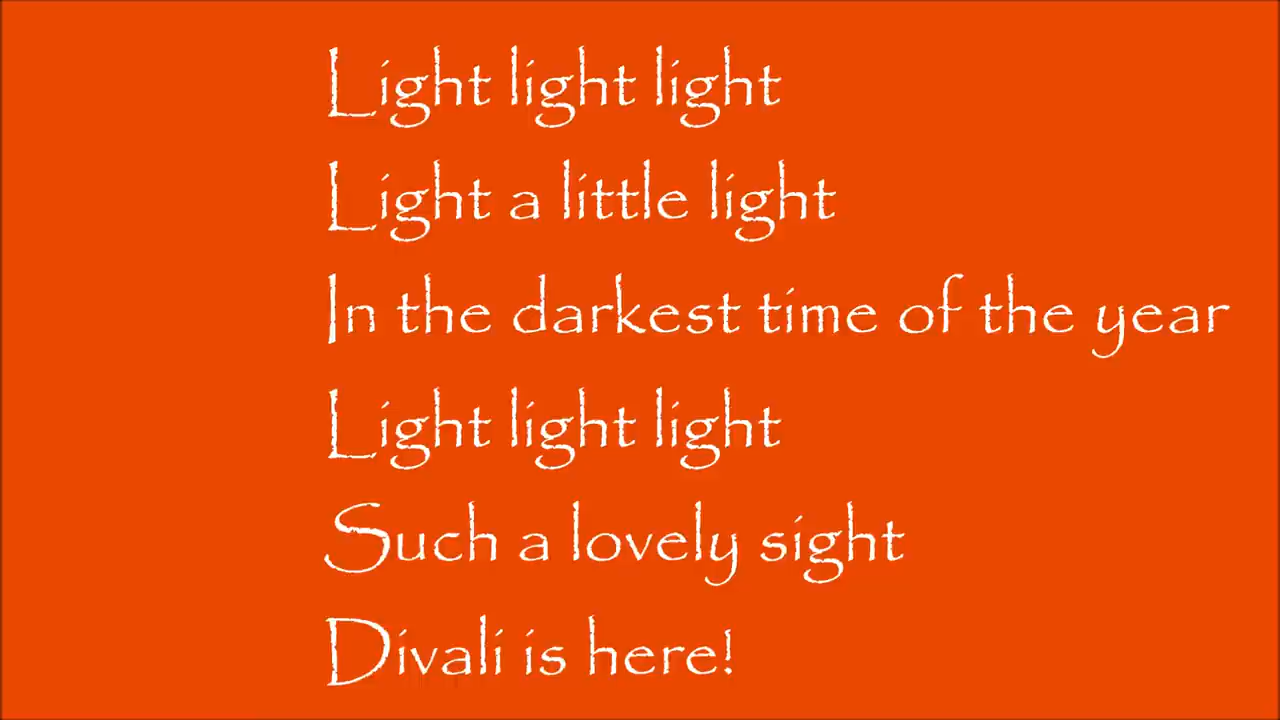 Light light light
Light a little light
In the darkest time of the year
Light light light
Such a lovely sight
Divali is here!